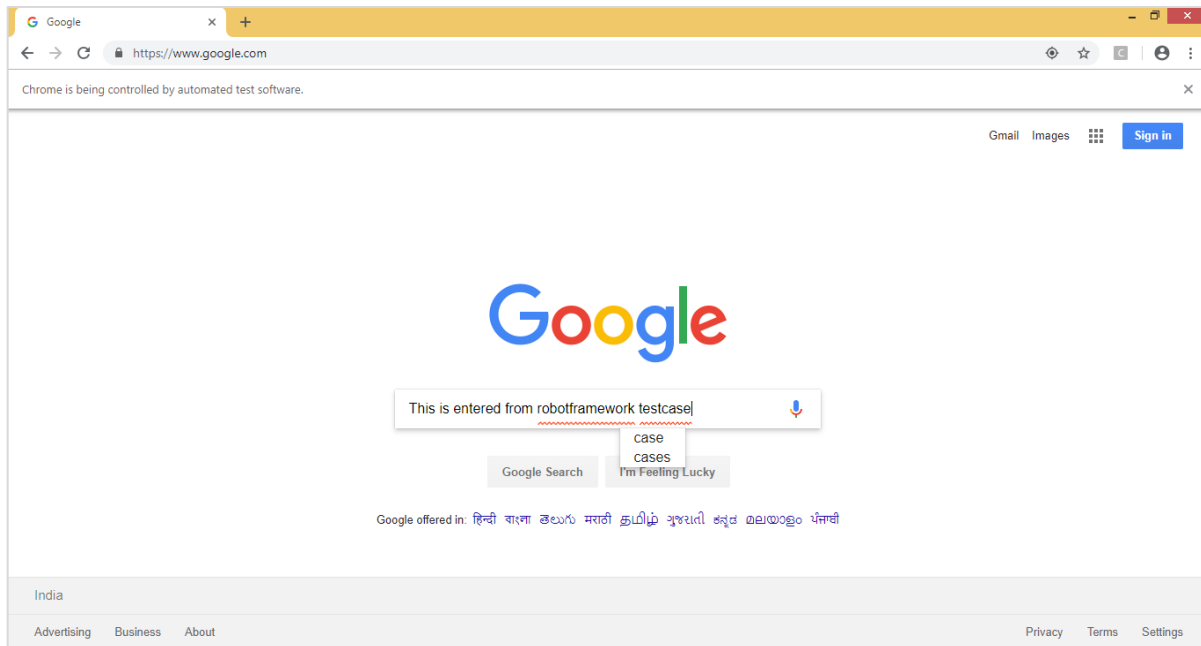 Google
https://www.google.com
C
Chrome is being controlled by automated test software.
Gmail Images Sign in
Google
This is entered from robotframework testcase
case
cases
Google Search I'm Feeling Lucky
Google offered in: हिन्दी বাংলা తెలుగు मराठी தமிழ் ગુજરાતી ಕನ್ನಡ മലയാളം ਪੰਜਾਬੀ
India
Advertising Business About Privacy Terms Settings